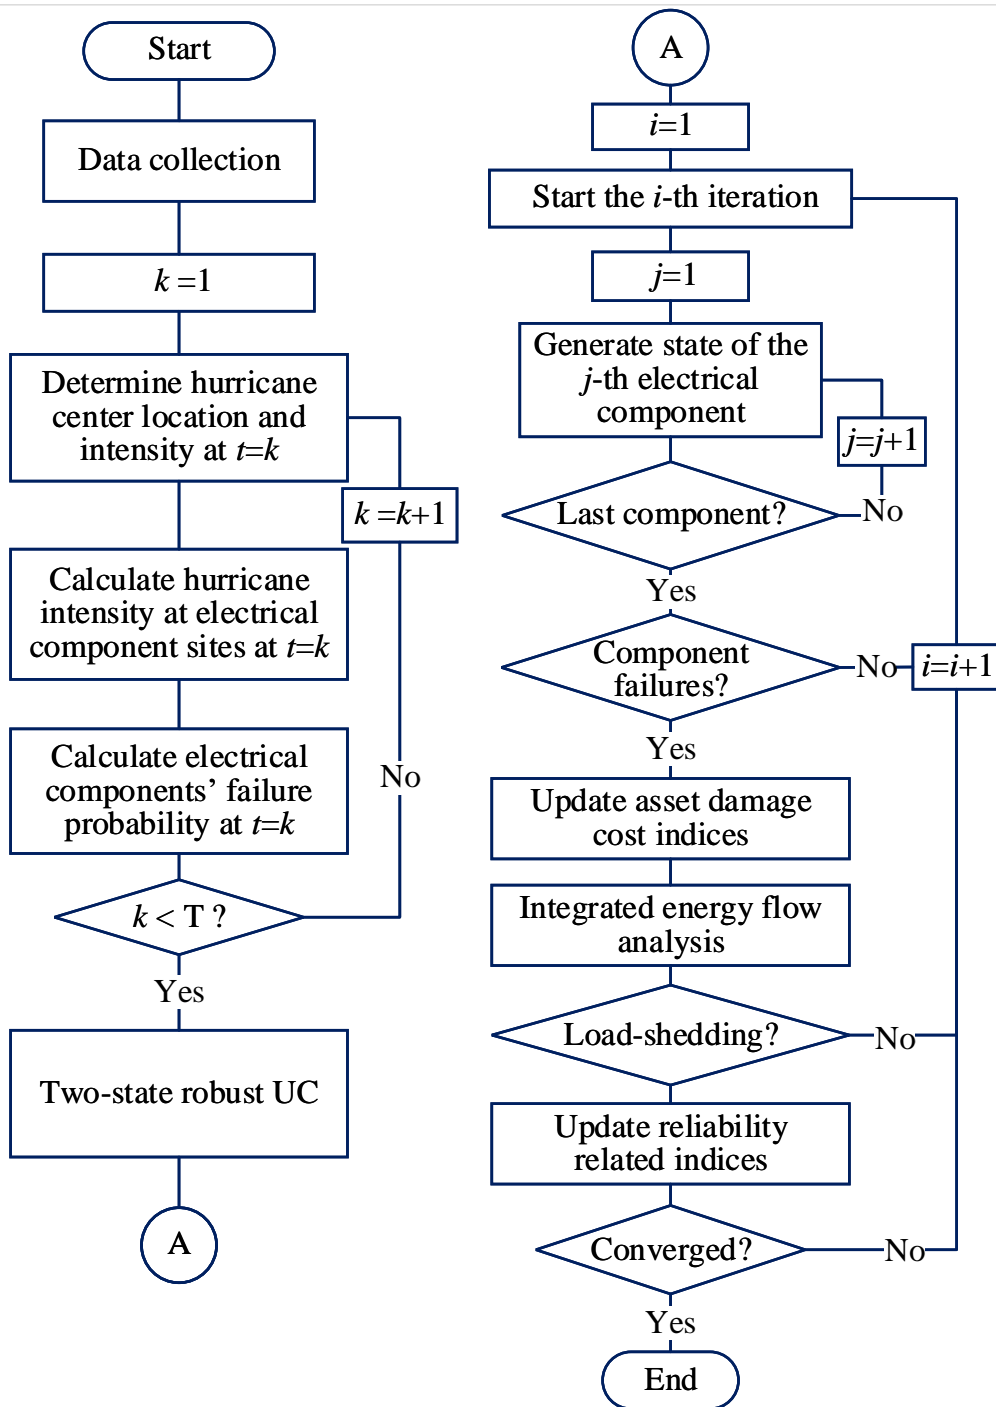 Start
Data collection
k =1
Determine hurricane
center location and
intensity at t=k
k =k+1
Calculate hurricane
intensity at electrical
component sites at t=k
Calculate electrical
components’ failure
probability at t=k
No
k < T ?
Yes
Two-state robust UC
A
A
i=1
Start the i-th iteration
j=1
Generate state of the
j-th electrical
component
j=j+1
Last component?
No
Yes
Component
failures?
No
i=i+1
Yes
Update asset damage
cost indices
Integrated energy flow
analysis
Load-shedding?
No
Update reliability
related indices
Converged?
No
Yes
End